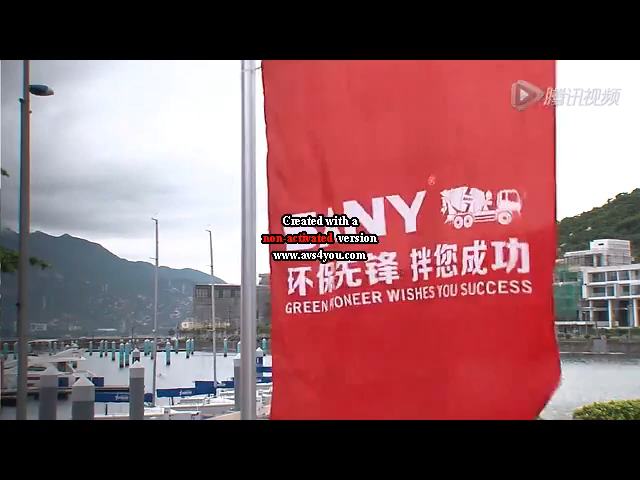 腾讯视频
NY
®
Created with a
non-activated version
www.avs4you.com
环保先锋 拌您成功
GREEN PIONEER WISHES YOU SUCCESS